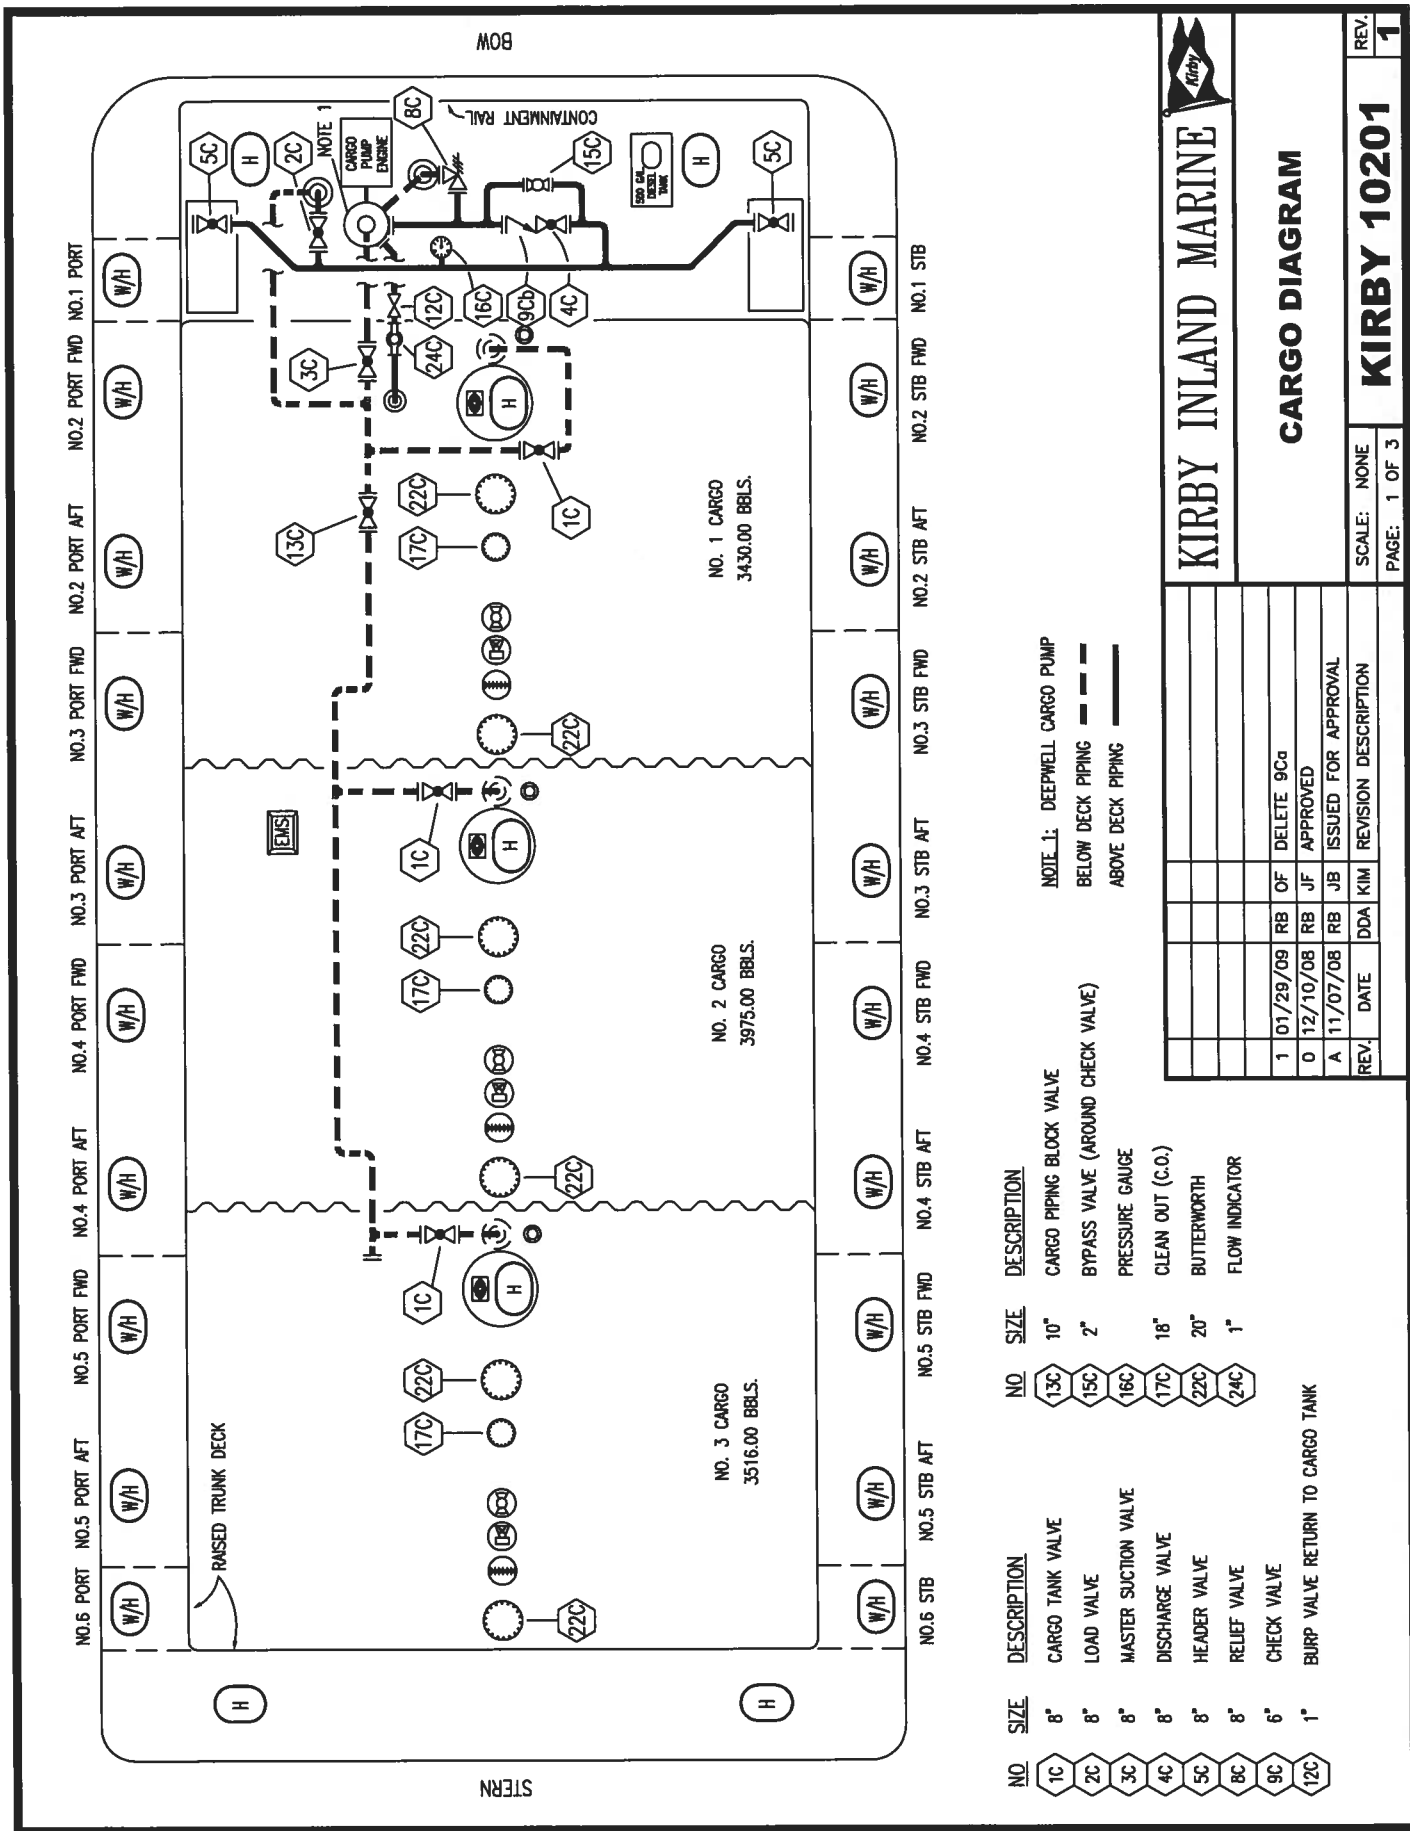 NO.6 PORT
NO.5 PORT AFT
NO.5 PORT FWD
NO.4 PORT AFT
NO.4 PORT FWD
NO.3 PORT AFT
NO.3 PORT FWD
NO.2 PORT AFT
NO.2 PORT FWD
NO.1 PORT
W/H
W/H
W/H
W/H
W/H
W/H
W/H
W/H
W/H
W/H
RAISED TRUNK DECK
STERN
BOW
H
H
EMS
13C
3C
5C
H
2C
NOTE 1
CARGO
PUMP
ENGINE
8C
CONTAINMENT RAIL
15C
500 GAL.
DIESEL
TANK
H
5C
12C
24C
16C
9Cb
4C
22C
17C
22C
1C
H
22C
17C
22C
1C
H
22C
17C
22C
1C
H
NO. 3 CARGO
3516.00 BBLS.
NO. 2 CARGO
3975.00 BBLS.
NO. 1 CARGO
3430.00 BBLS.
W/H
W/H
W/H
W/H
W/H
W/H
W/H
W/H
W/H
W/H
NO.6 STB
NO.5 STB AFT
NO.5 STB FWD
NO.4 STB AFT
NO.4 STB FWD
NO.3 STB AFT
NO.3 STB FWD
NO.2 STB AFT
NO.2 STB FWD
NO.1 STB
NO SIZE DESCRIPTION
1C 8" CARGO TANK VALVE
2C 8" LOAD VALVE
3C 8" MASTER SUCTION VALVE
4C 8" DISCHARGE VALVE
5C 8" HEADER VALVE
8C 8" RELIEF VALVE
9C 6" CHECK VALVE
12C 1" BURP VALVE RETURN TO CARGO TANK
NO SIZE DESCRIPTION
13C 10" CARGO PIPING BLOCK VALVE
15C 2" BYPASS VALVE (AROUND CHECK VALVE)
16C PRESSURE GAUGE
17C 18" CLEAN OUT (C.O.)
22C 20" BUTTERWORTH
24C 1" FLOW INDICATOR
NOTE 1: DEEPWELL CARGO PUMP
BELOW DECK PIPING
ABOVE DECK PIPING
1 01/29/09 RB OF DELETE 9Ca
0 12/10/08 RB JF APPROVED
A 11/07/08 RB JB ISSUED FOR APPROVAL
REV. DATE DDA KIM REVISION DESCRIPTION
KIRBY INLAND MARINE
Kirby
CARGO DIAGRAM
SCALE: NONE
PAGE: 1 OF 3
KIRBY 10201
REV.
1